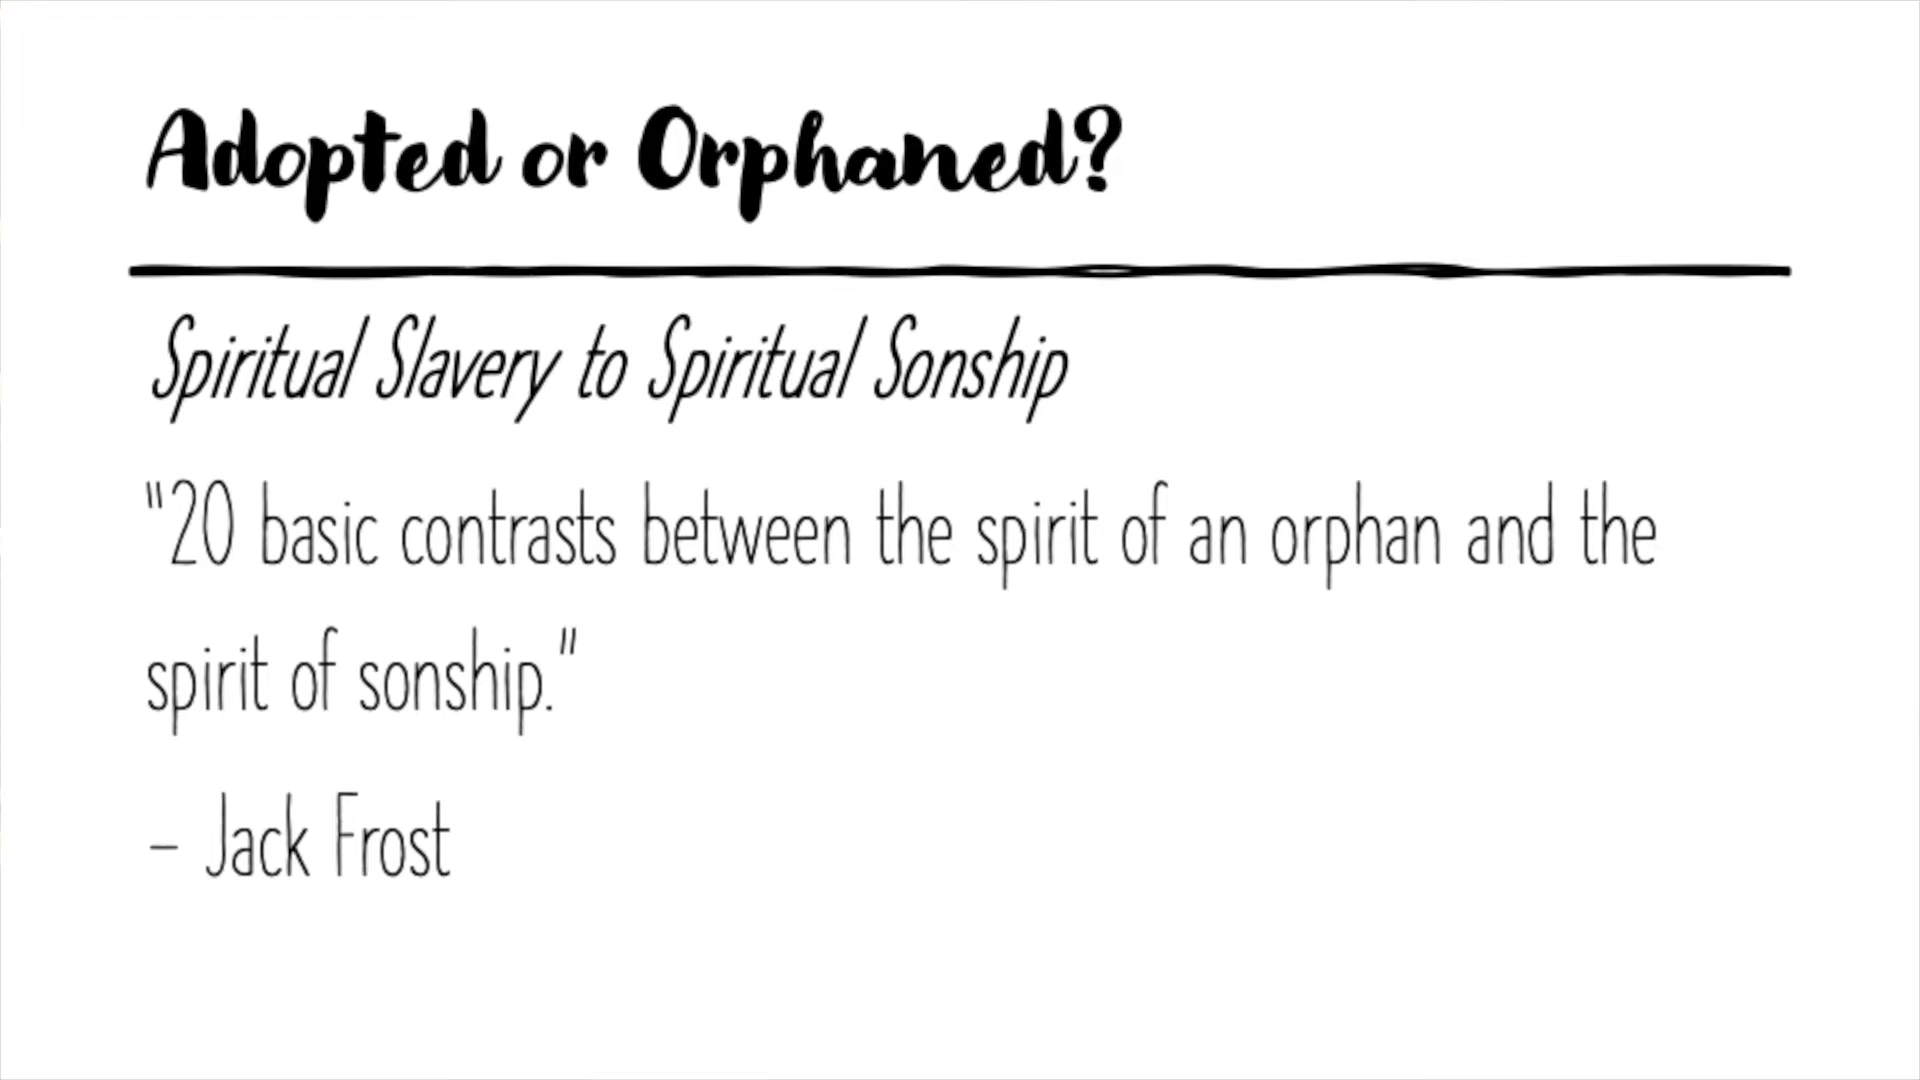 Adopted or Orphaned?
Spiritual Slavery to Spiritual Sonship
"20 basic contrasts between the spirit of an orphan and the
spirit of sonship."
– Jack Frost